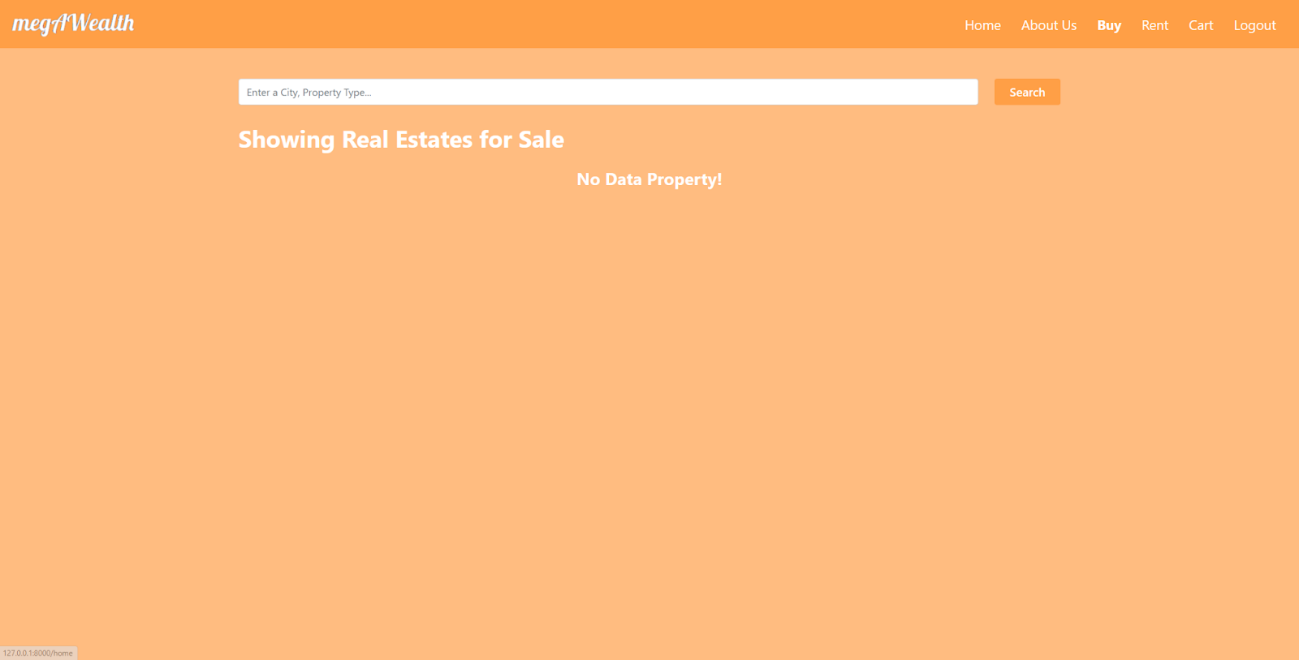 megAWealth
Home About Us Buy Rent Cart Logout
Enter a City, Property Type...
Search
Showing Real Estates for Sale
No Data Property!
127.0.0.1:8000/home